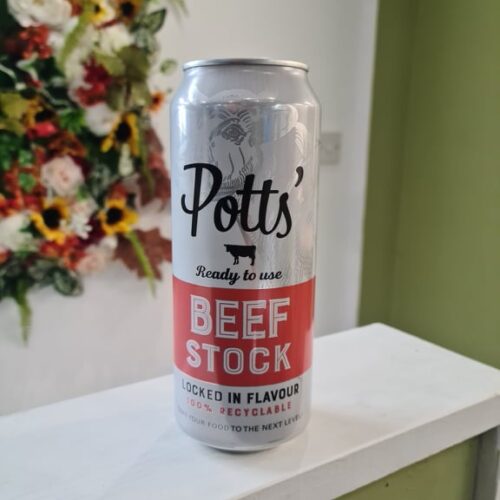 Potts'
Ready to use
BEEF
STOCK
LOCKED IN FLAVOUR
100% RECYCLABLE
YOUR FOOD TO THE NEXT LEVEL